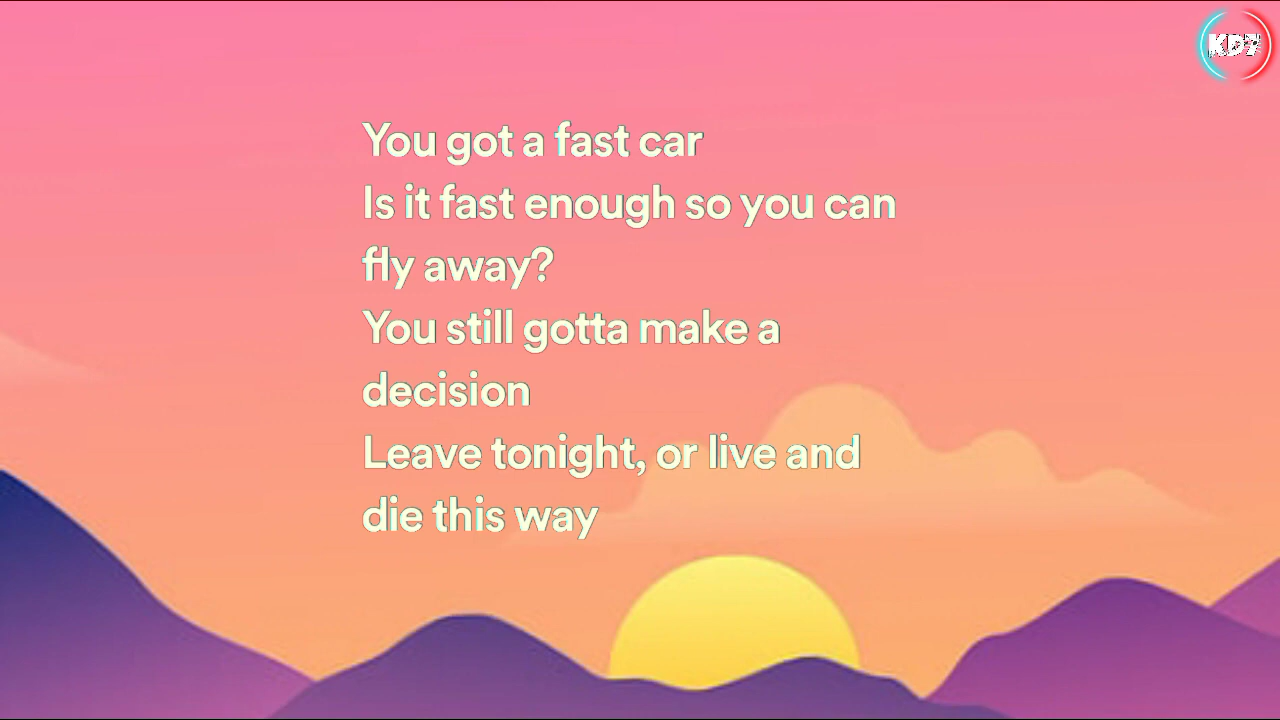 KD7
You got a fast car
Is it fast enough so you can
fly away?
You still gotta make a
decision
Leave tonight, or live and
die this way